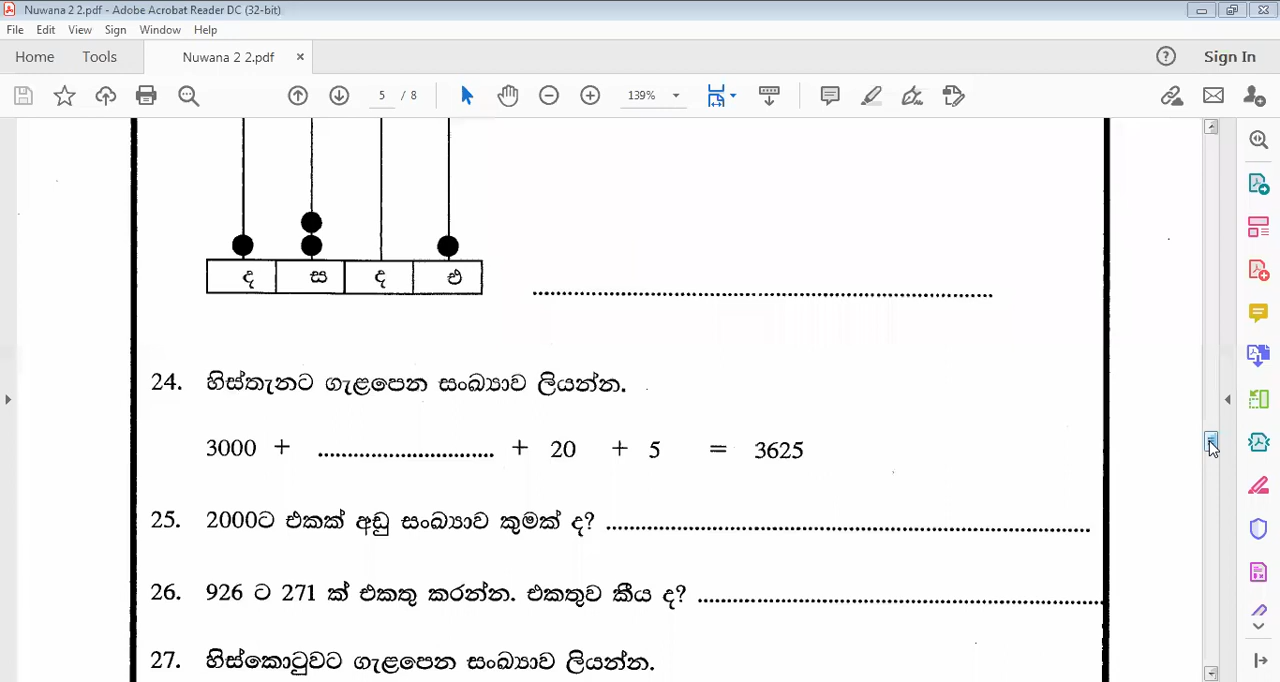 Nuwana 2 2.pdf - Adobe Acrobat Reader DC (32-bit)
File Edit View Sign Window Help
Home Tools Nuwana 2 2.pdf × Sign In
5 / 8 139%
ද ස ද එ
........................................
24. හිස්තැනට ගැළපෙන සංඛ්‍යාව ලියන්න.
3000 + .............................. + 20 + 5 = 3625
25. 2000ට එකක් අඩු සංඛ්‍යාව කුමක් ද? ........................................
26. 926 ට 271 ක් එකතු කරන්න. එකතුව කීය ද? ........................................
27. හිස්කොටුවට ගැළපෙන සංඛ්‍යාව ලියන්න.